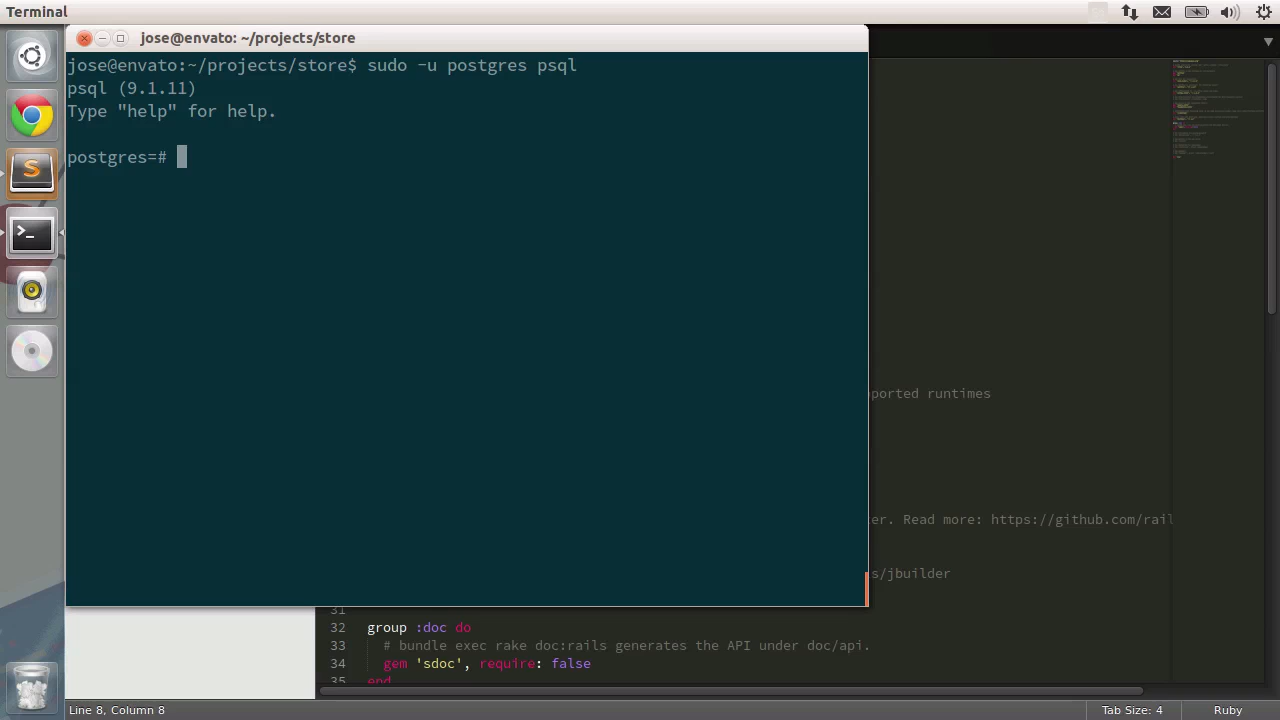 Terminal
jose@envato: ~/projects/store
jose@envato:~/projects/store$ sudo -u postgres psql
psql (9.1.11)
Type "help" for help.
postgres=#
ported runtimes
er. Read more: https://github.com/rail
s/jbuilder
31
32 group :doc do
33 # bundle exec rake doc:rails generates the API under doc/api.
34 gem 'sdoc', require: false
35 end
Line 8, Column 8
Tab Size: 4
Ruby